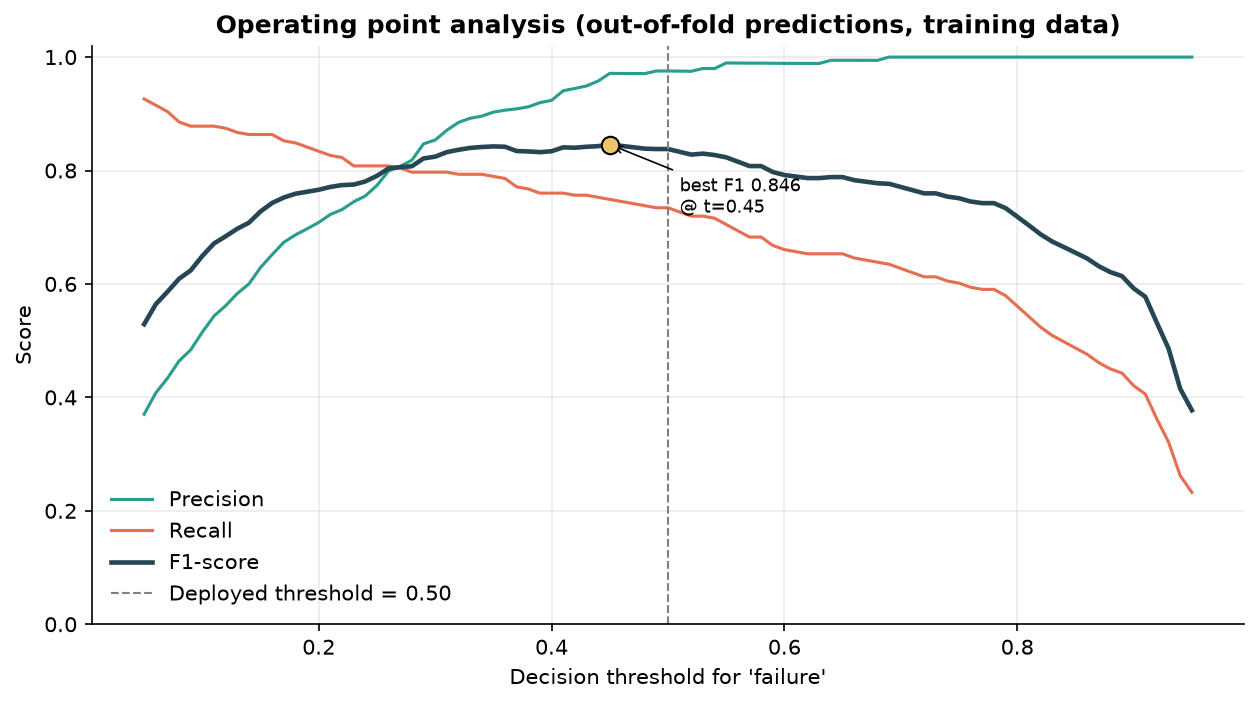 Operating point analysis (out-of-fold predictions, training data)
Score
1.0
0.8
0.6
0.4
0.2
0.0
best F1 0.846
@ t=0.45
Precision
Recall
F1-score
Deployed threshold = 0.50
0.2
0.4
0.6
0.8
Decision threshold for 'failure'